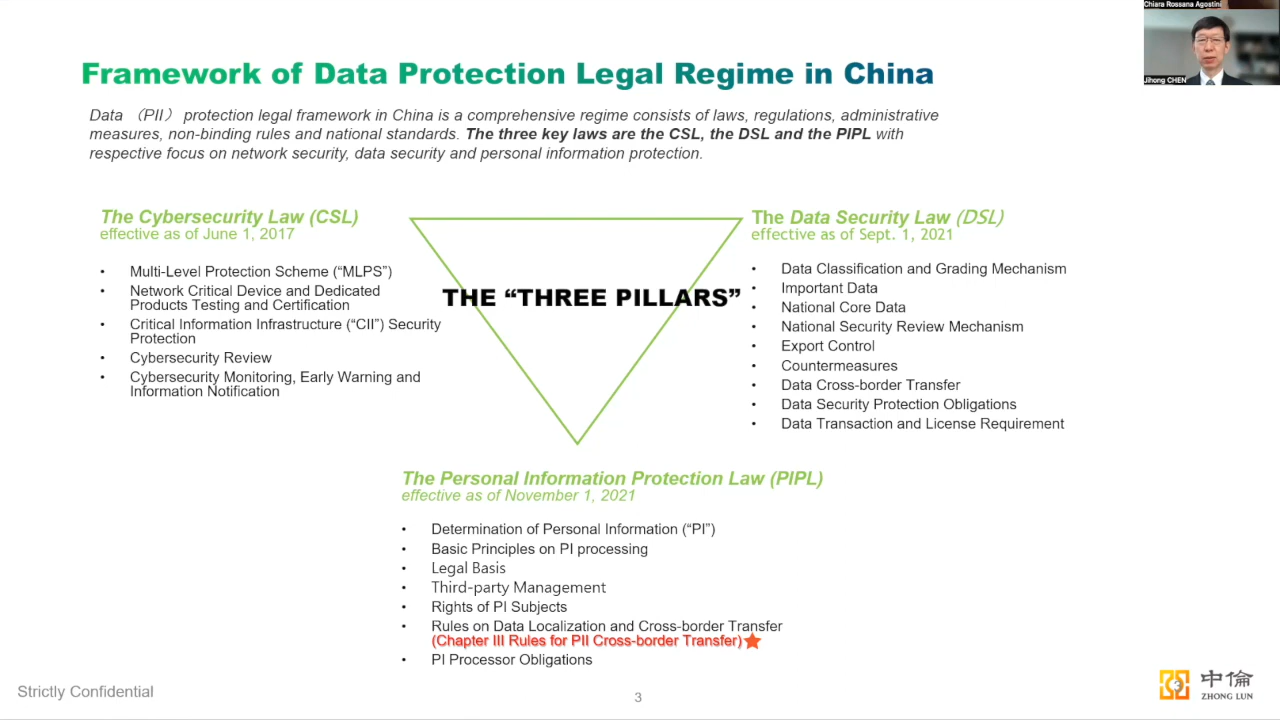 Chiara Rossana Agostini
Jihong CHEN
Framework of Data Protection Legal Regime in China
Data （PII） protection legal framework in China is a comprehensive regime consists of laws, regulations, administrative
measures, non-binding rules and national standards. The three key laws are the CSL, the DSL and the PIPL with
respective focus on network security, data security and personal information protection.
The Cybersecurity Law (CSL)
effective as of June 1, 2017
• Multi-Level Protection Scheme (“MLPS”)
• Network Critical Device and Dedicated
Products Testing and Certification
• Critical Information Infrastructure (“CII”) Security
Protection
• Cybersecurity Review
• Cybersecurity Monitoring, Early Warning and
Information Notification
THE “THREE PILLARS”
The Data Security Law (DSL)
effective as of Sept. 1, 2021
• Data Classification and Grading Mechanism
• Important Data
• National Core Data
• National Security Review Mechanism
• Export Control
• Countermeasures
• Data Cross-border Transfer
• Data Security Protection Obligations
• Data Transaction and License Requirement
The Personal Information Protection Law (PIPL)
effective as of November 1, 2021
• Determination of Personal Information (“PI”)
• Basic Principles on PI processing
• Legal Basis
• Third-party Management
• Rights of PI Subjects
• Rules on Data Localization and Cross-border Transfer
(Chapter III Rules for PII Cross-border Transfer)
• PI Processor Obligations
Strictly Confidential
3
中倫
ZHONG LUN